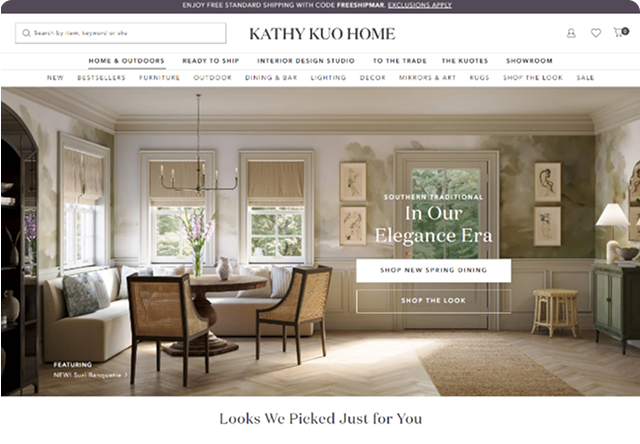 ENJOY FREE STANDARD SHIPPING WITH CODE FREESHIPMAR. EXCLUSIONS APPLY
Search by item, keyword or sku
KATHY KUO HOME
0
HOME & OUTDOORS READY TO SHIP INTERIOR DESIGN STUDIO TO THE TRADE THE KUOTES SHOWROOM
NEW BESTSELLERS FURNITURE OUTDOOR DINING & BAR LIGHTING DECOR MIRRORS & ART RUGS SHOP THE LOOK SALE
SOUTHERN TRADITIONAL
In Our
Elegance Era
SHOP NEW SPRING DINING
SHOP THE LOOK
FEATURING
NEW! Suri Banquette >
Looks We Picked Just for You